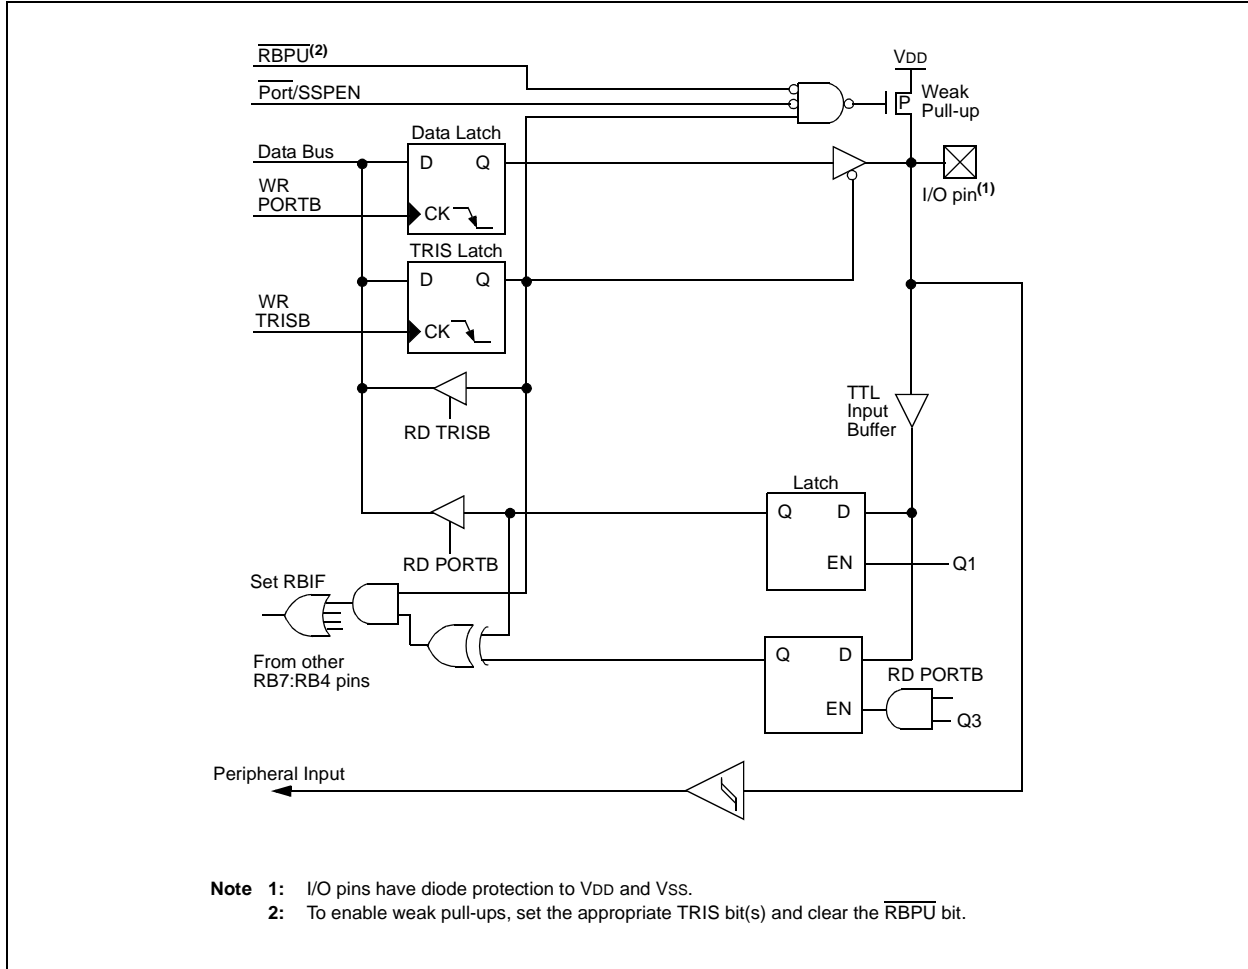 RBPU(2)
VDD
Port/SSPEN
Weak
Pull-up
P
Data Latch
Data Bus
D Q
WR
PORTB
CK
I/O pin(1)
TRIS Latch
D Q
WR
TRISB
CK
TTL
Input
Buffer
RD TRISB
Latch
Q D
EN
Q1
RD PORTB
Set RBIF
From other
RB7:RB4 pins
Q D
RD PORTB
EN
Q3
Peripheral Input
Note 1: I/O pins have diode protection to VDD and VSS.
2: To enable weak pull-ups, set the appropriate TRIS bit(s) and clear the RBPU bit.